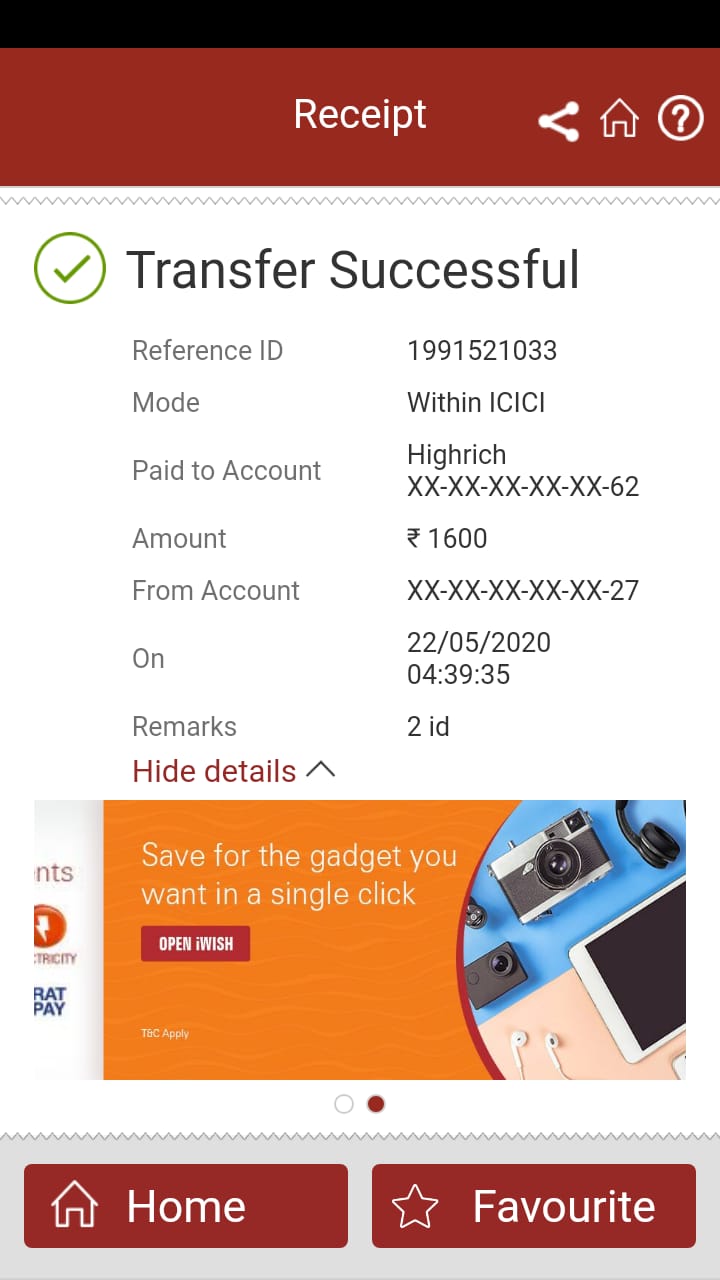 Receipt
Transfer Successful
Reference ID 1991521033
Mode Within ICICI
Paid to Account Highrich
XX-XX-XX-XX-XX-62
Amount ₹ 1600
From Account XX-XX-XX-XX-XX-27
On 22/05/2020
04:39:35
Remarks 2 id
Hide details
nts
CTRICITY
RAT
PAY
Save for the gadget you
want in a single click
OPEN iWISH
T&C Apply
Home Favourite